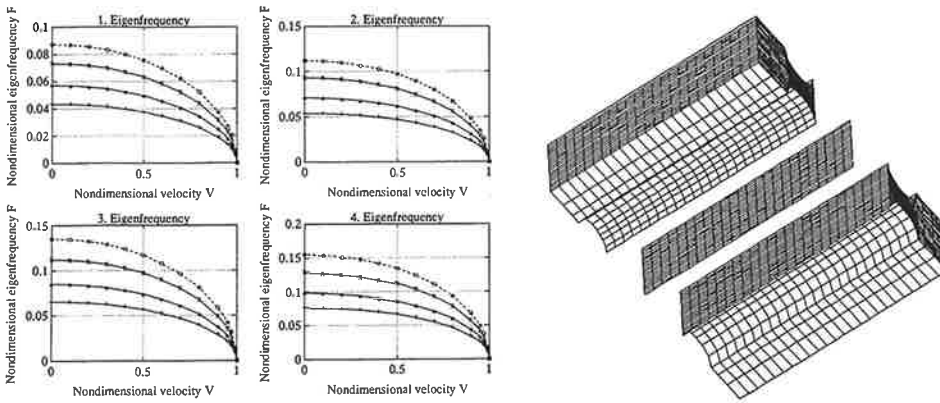 1. Eigenfrequency
Nondimensional eigenfrequency F
0.1
0.08
0.06
0.04
0.02
0
0
0.5
1
Nondimensional velocity V
2. Eigenfrequency
Nondimensional eigenfrequency F
0.15
0.1
0.05
0
0
0.5
1
Nondimensional velocity V
3. Eigenfrequency
Nondimensional eigenfrequency F
0.15
0.1
0.05
0
0
0.5
1
Nondimensional velocity V
4. Eigenfrequency
Nondimensional eigenfrequency F
0.2
0.15
0.1
0.05
0
0
0.5
1
Nondimensional velocity V